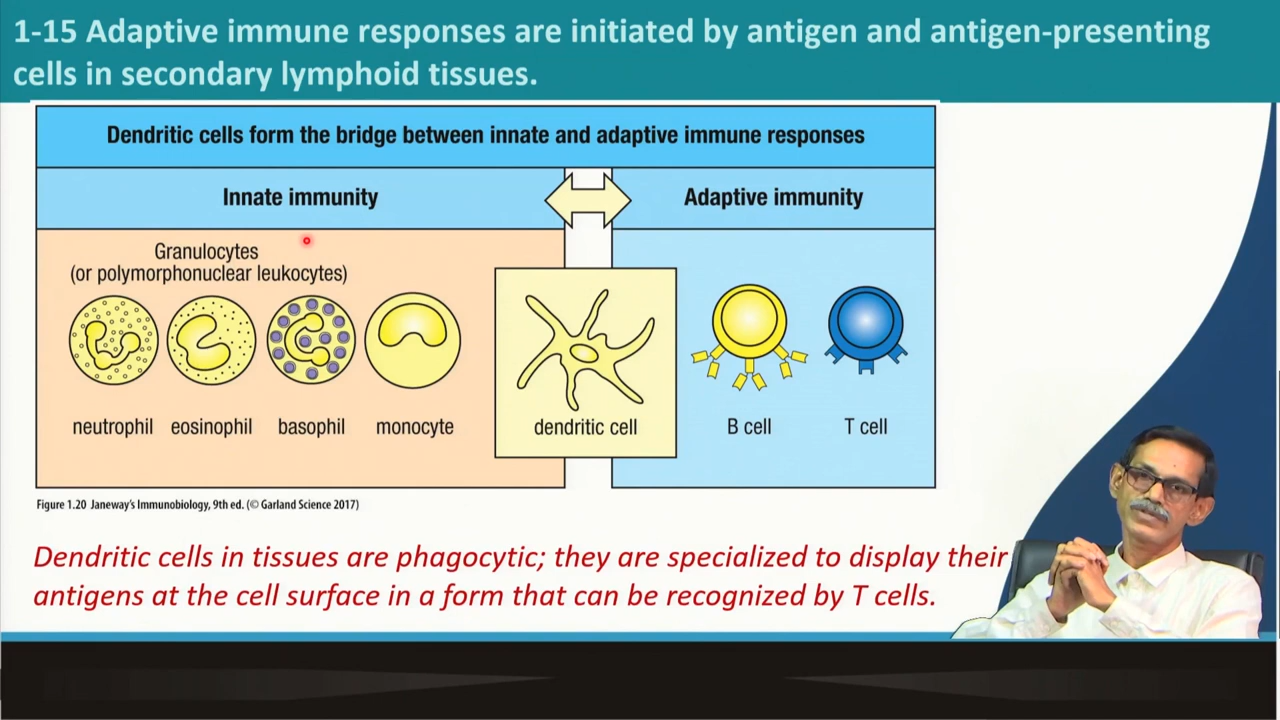 1-15 Adaptive immune responses are initiated by antigen and antigen-presenting
cells in secondary lymphoid tissues.
Dendritic cells form the bridge between innate and adaptive immune responses
Innate immunity
Adaptive immunity
Granulocytes
(or polymorphonuclear leukocytes)
neutrophil eosinophil basophil monocyte dendritic cell B cell T cell
Figure 1.20 Janeway's Immunobiology, 9th ed. (© Garland Science 2017)
Dendritic cells in tissues are phagocytic; they are specialized to display their
antigens at the cell surface in a form that can be recognized by T cells.